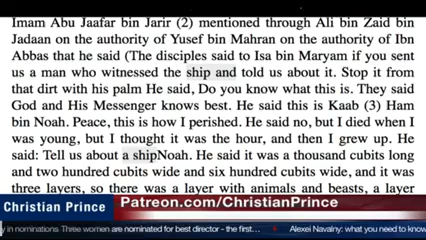 Imam Abu Jaafar bin Jarir (2) mentioned through Ali bin Zaid bin
Jadaan on the authority of Yusef bin Mahran on the authority of Ibn
Abbas that he said (The disciples said to Isa bin Maryam if you sent
us a man who witnessed the ship and told us about it. Stop it from
that dirt with his palm He said, Do you know what this is. They said
God and His Messenger knows best. He said this is Kaab (3) Ham
bin Noah. Peace, this is how I perished. He said no, but I died when I
was young, but I thought it was the hour, and then I grew up. He
said: Tell us about a shipNoah. He said it was a thousand cubits long
and two hundred cubits wide and six hundred cubits wide, and it was
three layers, so there was a layer with animals and beasts, a layer
Christian Prince
Patreon.com/ChristianPrince
y in nominations. Three women are nominated for best director - the first…
Alexei Navalny: what you need to know